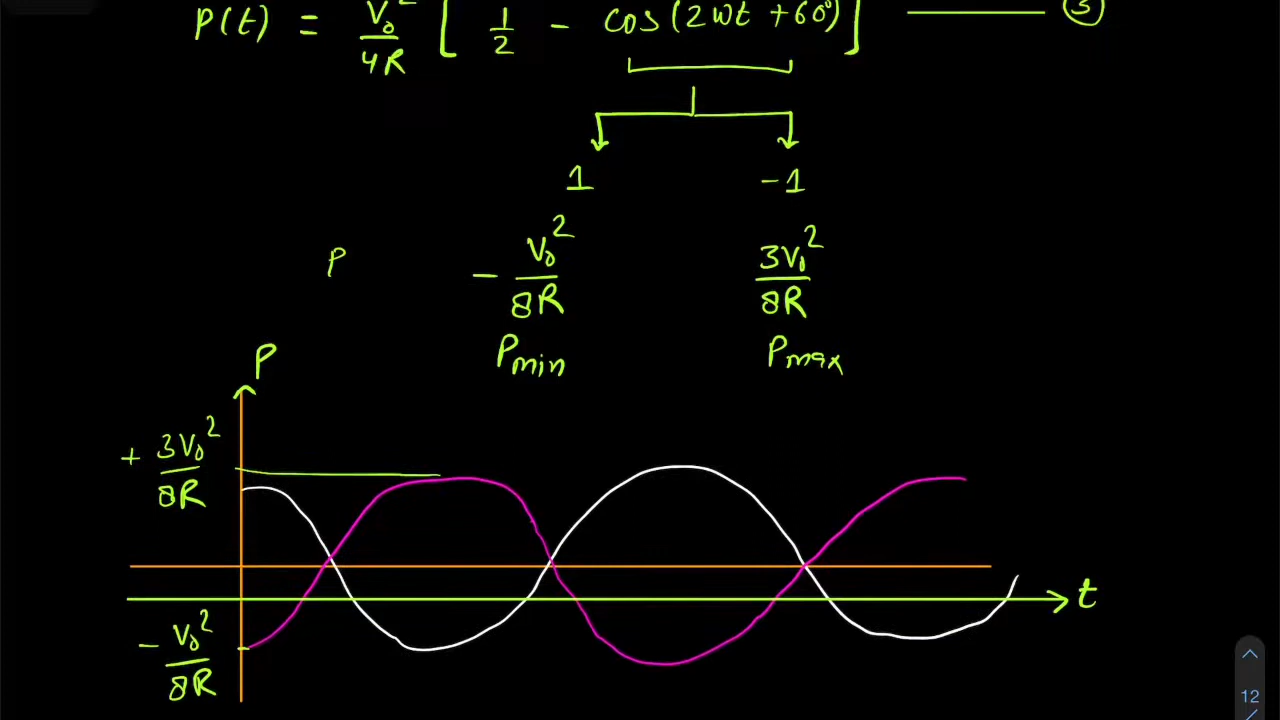 P(t) = V₀²/4R [ 1/2 - cos(2ωt + 60°) ] ③
1 -1
P - V₀²/8R 3V₀²/8R
Pmin Pmax
P
+ 3V₀²/8R
t
- V₀²/8R
12